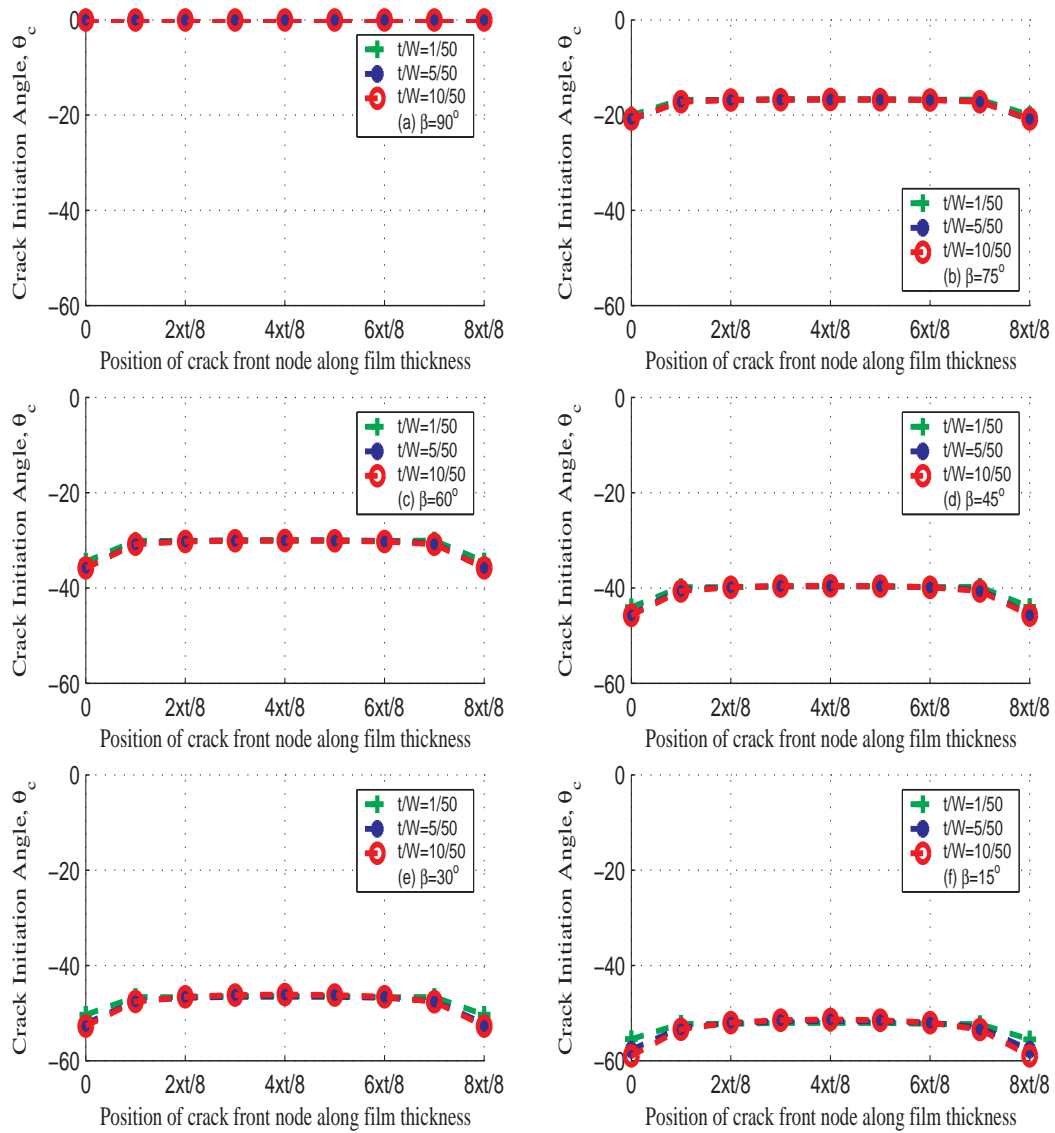 Crack Initiation Angle, θc
0
−20
−40
−60
t/W=1/50
t/W=5/50
t/W=10/50
(a) β=90o
0 2xt/8 4xt/8 6xt/8 8xt/8
Position of crack front node along film thickness
Crack Initiation Angle, θc
0
−20
−40
−60
t/W=1/50
t/W=5/50
t/W=10/50
(b) β=75o
0 2xt/8 4xt/8 6xt/8 8xt/8
Position of crack front node along film thickness
Crack Initiation Angle, θc
0
−20
−40
−60
t/W=1/50
t/W=5/50
t/W=10/50
(c) β=60o
0 2xt/8 4xt/8 6xt/8 8xt/8
Position of crack front node along film thickness
Crack Initiation Angle, θc
0
−20
−40
−60
t/W=1/50
t/W=5/50
t/W=10/50
(d) β=45o
0 2xt/8 4xt/8 6xt/8 8xt/8
Position of crack front node along film thickness
Crack Initiation Angle, θc
0
−20
−40
−60
t/W=1/50
t/W=5/50
t/W=10/50
(e) β=30o
0 2xt/8 4xt/8 6xt/8 8xt/8
Position of crack front node along film thickness
Crack Initiation Angle, θc
0
−20
−40
−60
t/W=1/50
t/W=5/50
t/W=10/50
(f) β=15o
0 2xt/8 4xt/8 6xt/8 8xt/8
Position of crack front node along film thickness